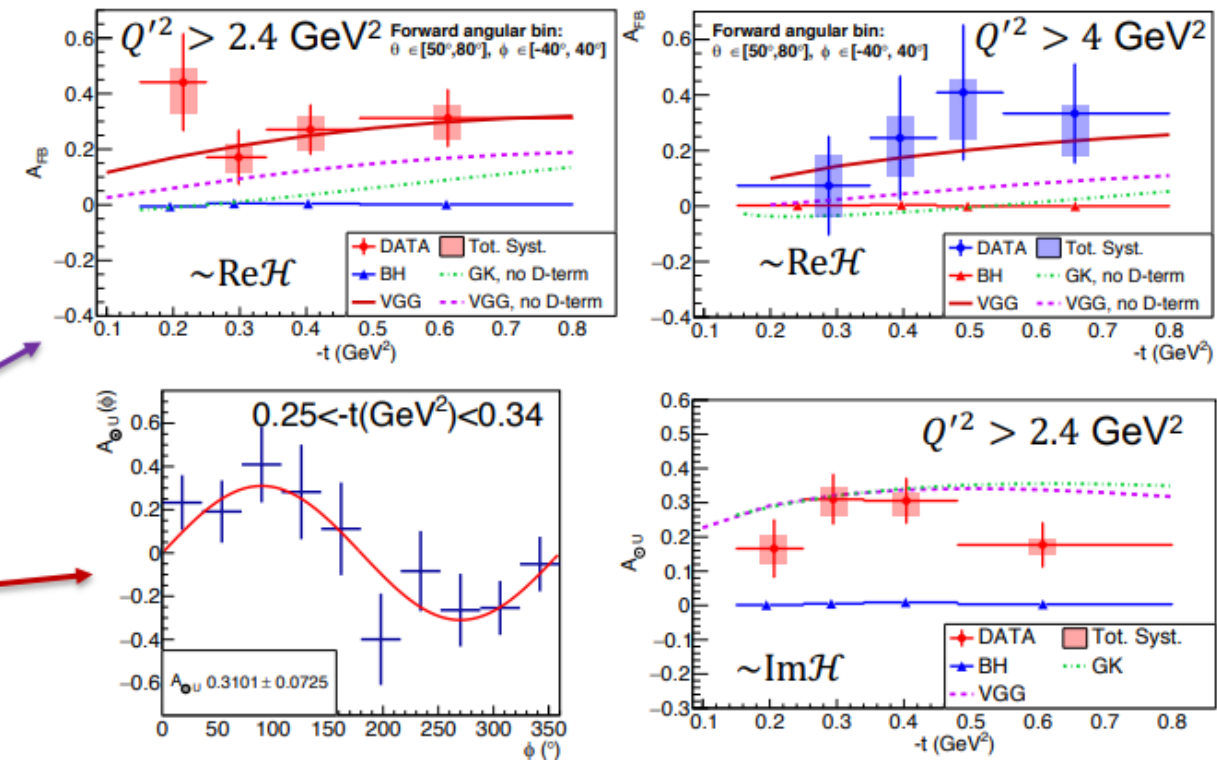 Q′² > 2.4 GeV²
Forward angular bin:
θ ∈[50°,80°], ϕ ∈[-40°, 40°]
A_FB
0.6
0.4
0.2
0
−0.2
−0.4
~Reℋ
DATA Tot. Syst.
BH GK, no D-term
VGG VGG, no D-term
0.1 0.2 0.3 0.4 0.5 0.6 0.7 0.8
-t (GeV²)
A_FB
Forward angular bin:
θ ∈[50°,80°], ϕ ∈[-40°, 40°]
Q′² > 4 GeV²
0.6
0.4
0.2
0
−0.2
−0.4
~Reℋ
DATA Tot. Syst.
BH GK, no D-term
VGG VGG, no D-term
0.1 0.2 0.3 0.4 0.5 0.6 0.7 0.8
-t (GeV²)
A_⊙U (ϕ)
0.25<-t(GeV²)<0.34
0.6
0.4
0.2
0
−0.2
−0.4
−0.6
A_⊙U 0.3101 ± 0.0725
0 50 100 150 200 250 300 350
ϕ (°)
A_⊙U
Q′² > 2.4 GeV²
0.6
0.5
0.4
0.3
0.2
0.1
0
−0.1
−0.2
−0.3
~Imℋ
DATA Tot. Syst.
BH GK
VGG
0.1 0.2 0.3 0.4 0.5 0.6 0.7 0.8
-t (GeV²)